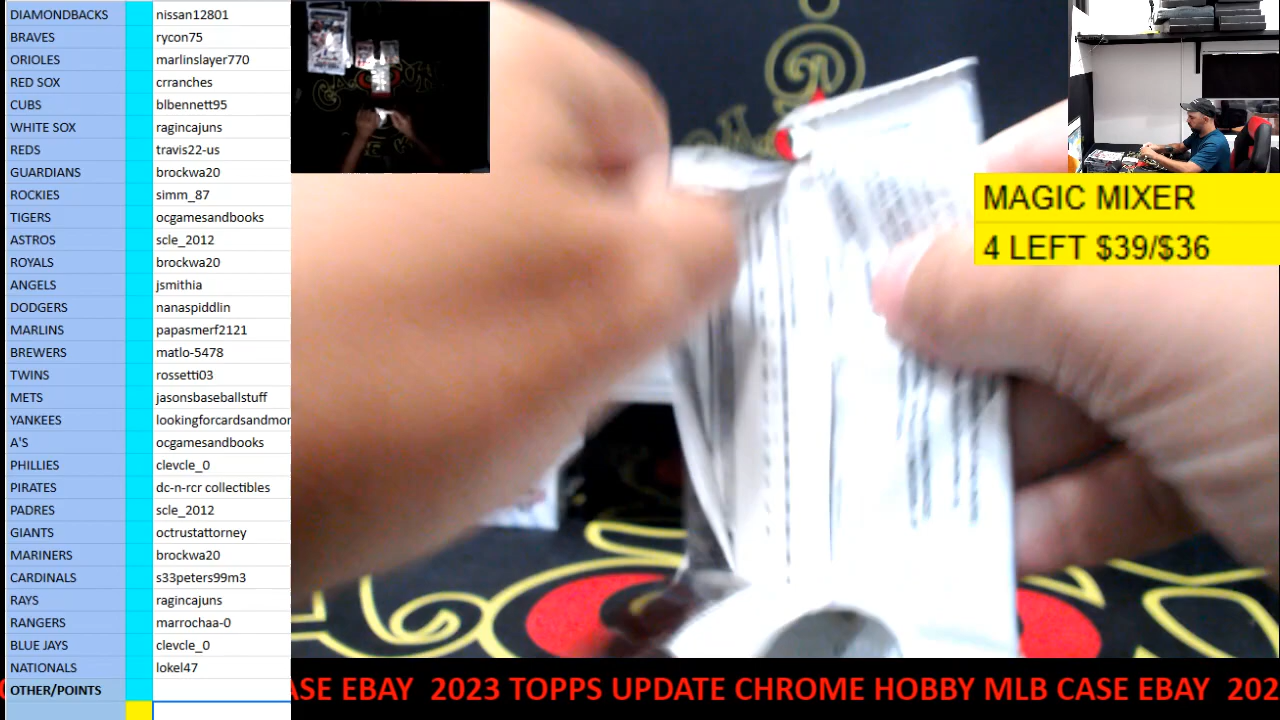 DIAMONDBACKS nissan12801
BRAVES rycon75
ORIOLES marlinslayer770
RED SOX crranches
CUBS blbennett95
WHITE SOX ragincajuns
REDS travis22-us
GUARDIANS brockwa20
ROCKIES simm_87
TIGERS ocgamesandbooks
ASTROS scle_2012
ROYALS brockwa20
ANGELS jsmithia
DODGERS nanaspiddlin
MARLINS papasmerf2121
BREWERS matlo-5478
TWINS rossetti03
METS jasonsbaseballstuff
YANKEES lookingforcardsandmor
A'S ocgamesandbooks
PHILLIES clevcle_0
PIRATES dc-n-rcr collectibles
PADRES scle_2012
GIANTS octrustattorney
MARINERS brockwa20
CARDINALS s33peters99m3
RAYS ragincajuns
RANGERS marrochaa-0
BLUE JAYS clevcle_0
NATIONALS lokel47
OTHER/POINTS
MAGIC MIXER
4 LEFT $39/$36
ASE EBAY 2023 TOPPS UPDATE CHROME HOBBY MLB CASE EBAY 202